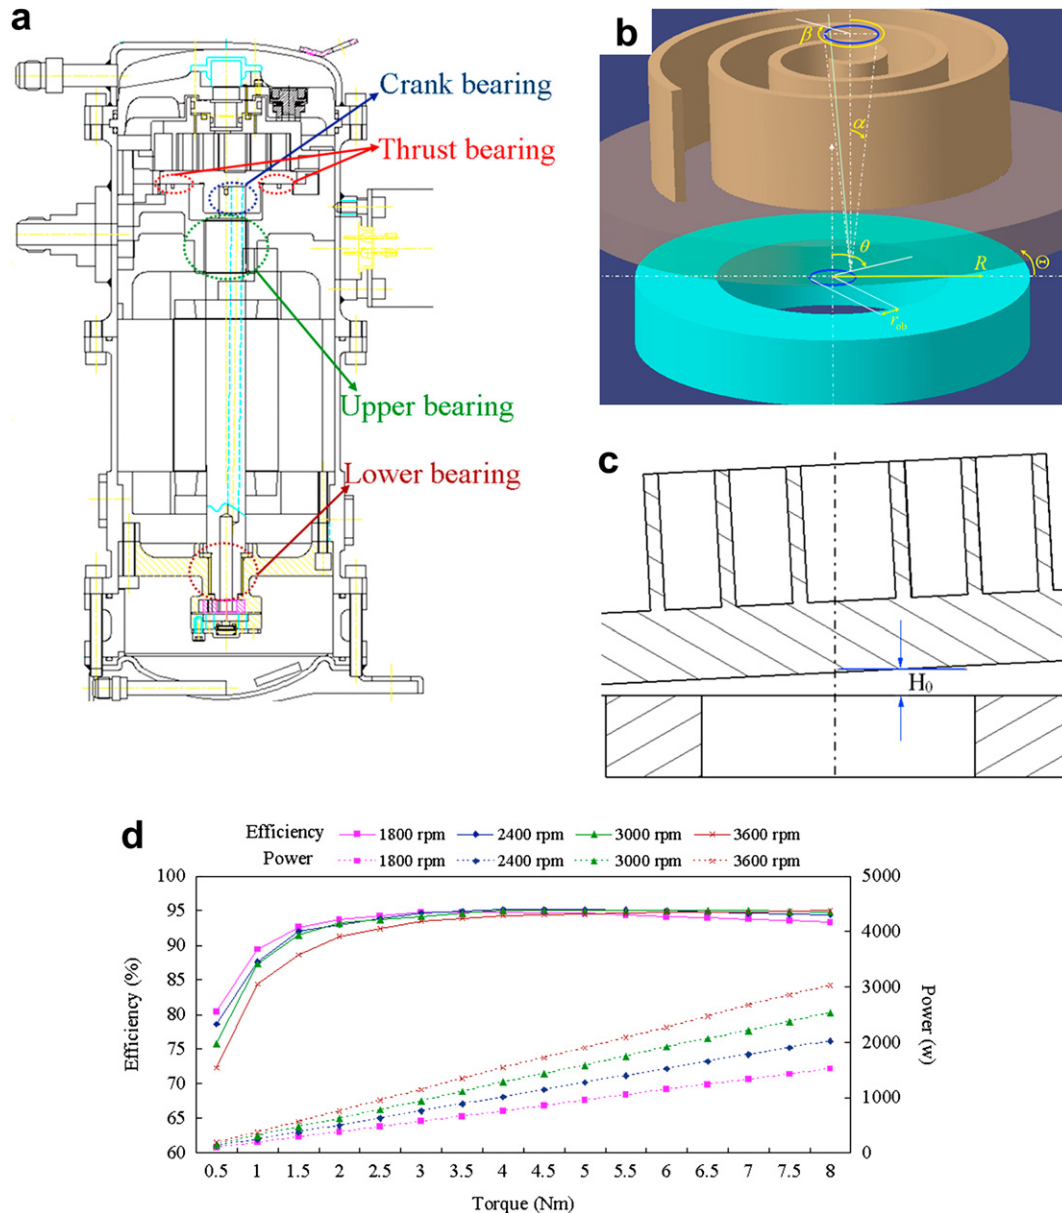 a
Crank bearing
Thrust bearing
Upper bearing
Lower bearing
b
β
α
θ
R
Θ
r_ob
c
H₀
d
Efficiency 1800 rpm 2400 rpm 3000 rpm 3600 rpm
Power 1800 rpm 2400 rpm 3000 rpm 3600 rpm
100 95 90 85 80 75 70 65 60
Efficiency (%)
5000 4000 3000 2000 1000 0
Power (w)
0.5 1 1.5 2 2.5 3 3.5 4 4.5 5 5.5 6 6.5 7 7.5 8
Torque (Nm)